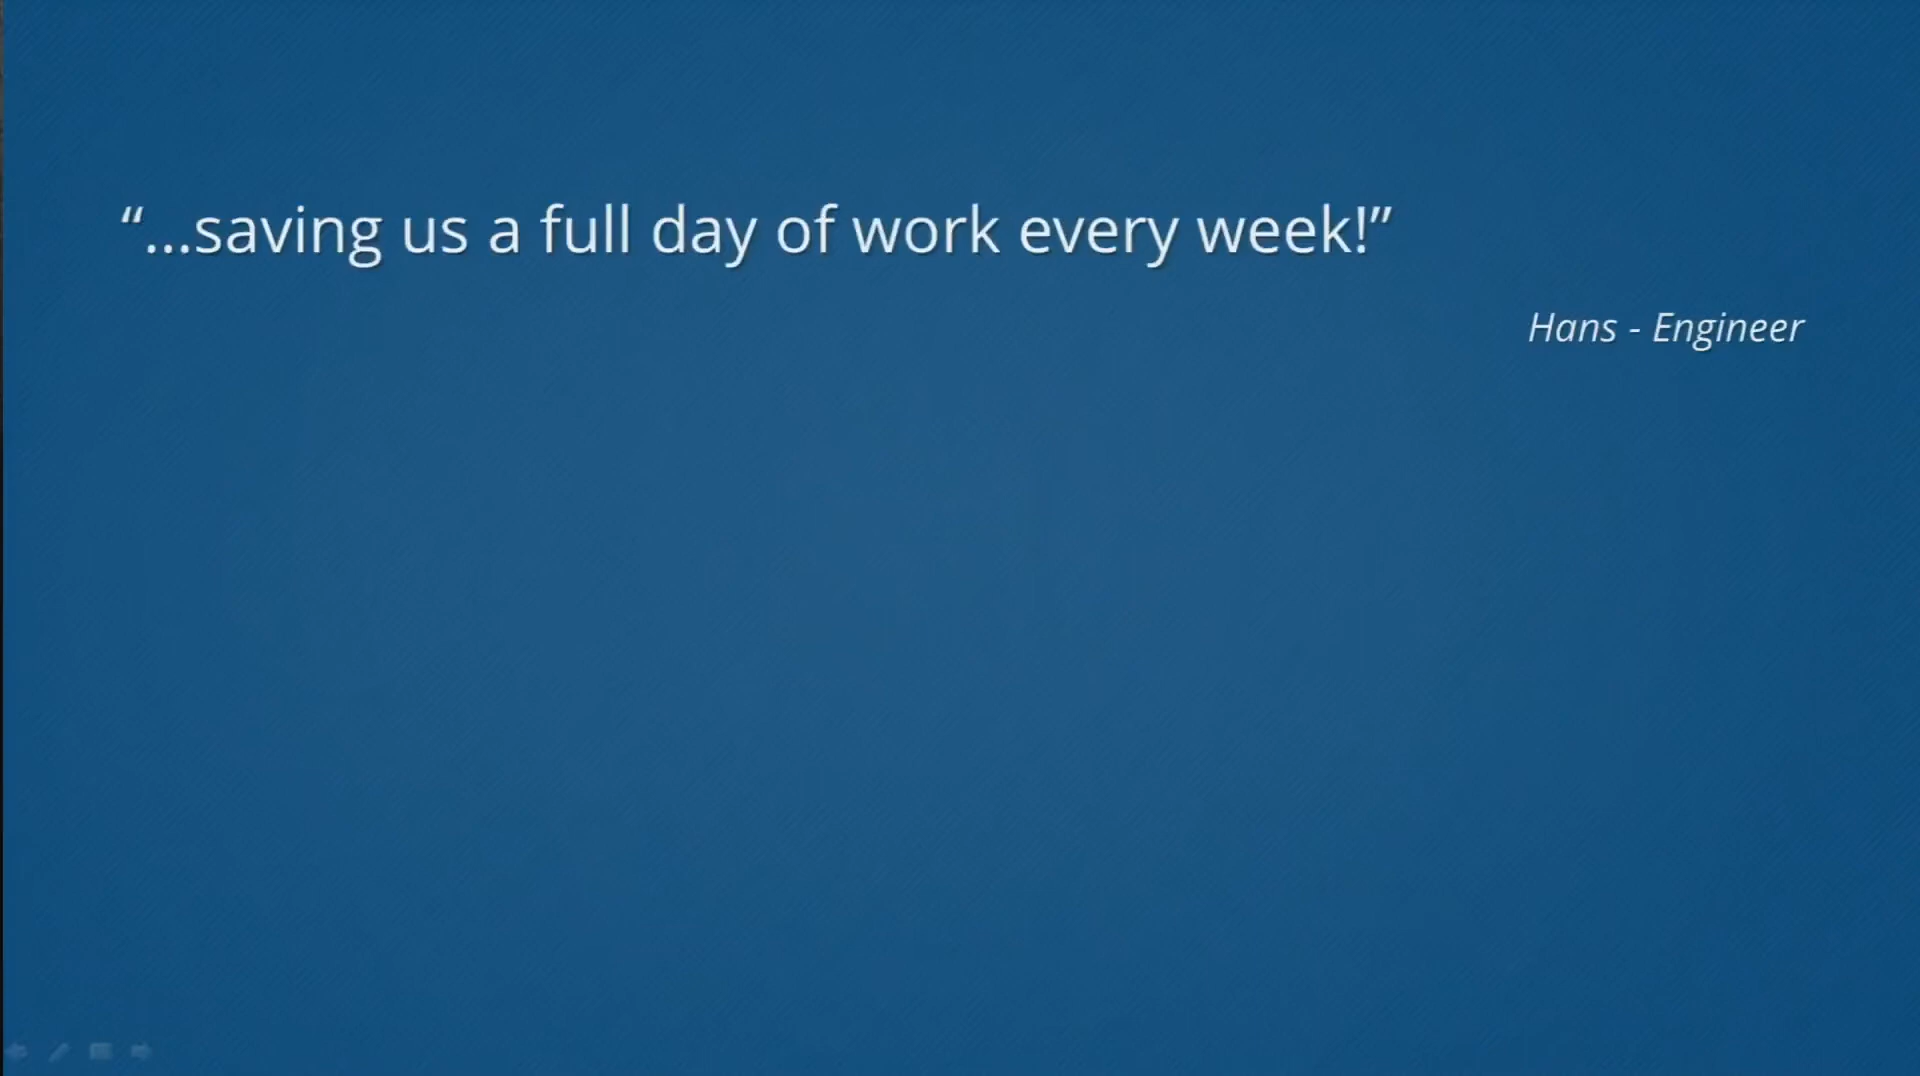 “...saving us a full day of work every week!”
Hans - Engineer